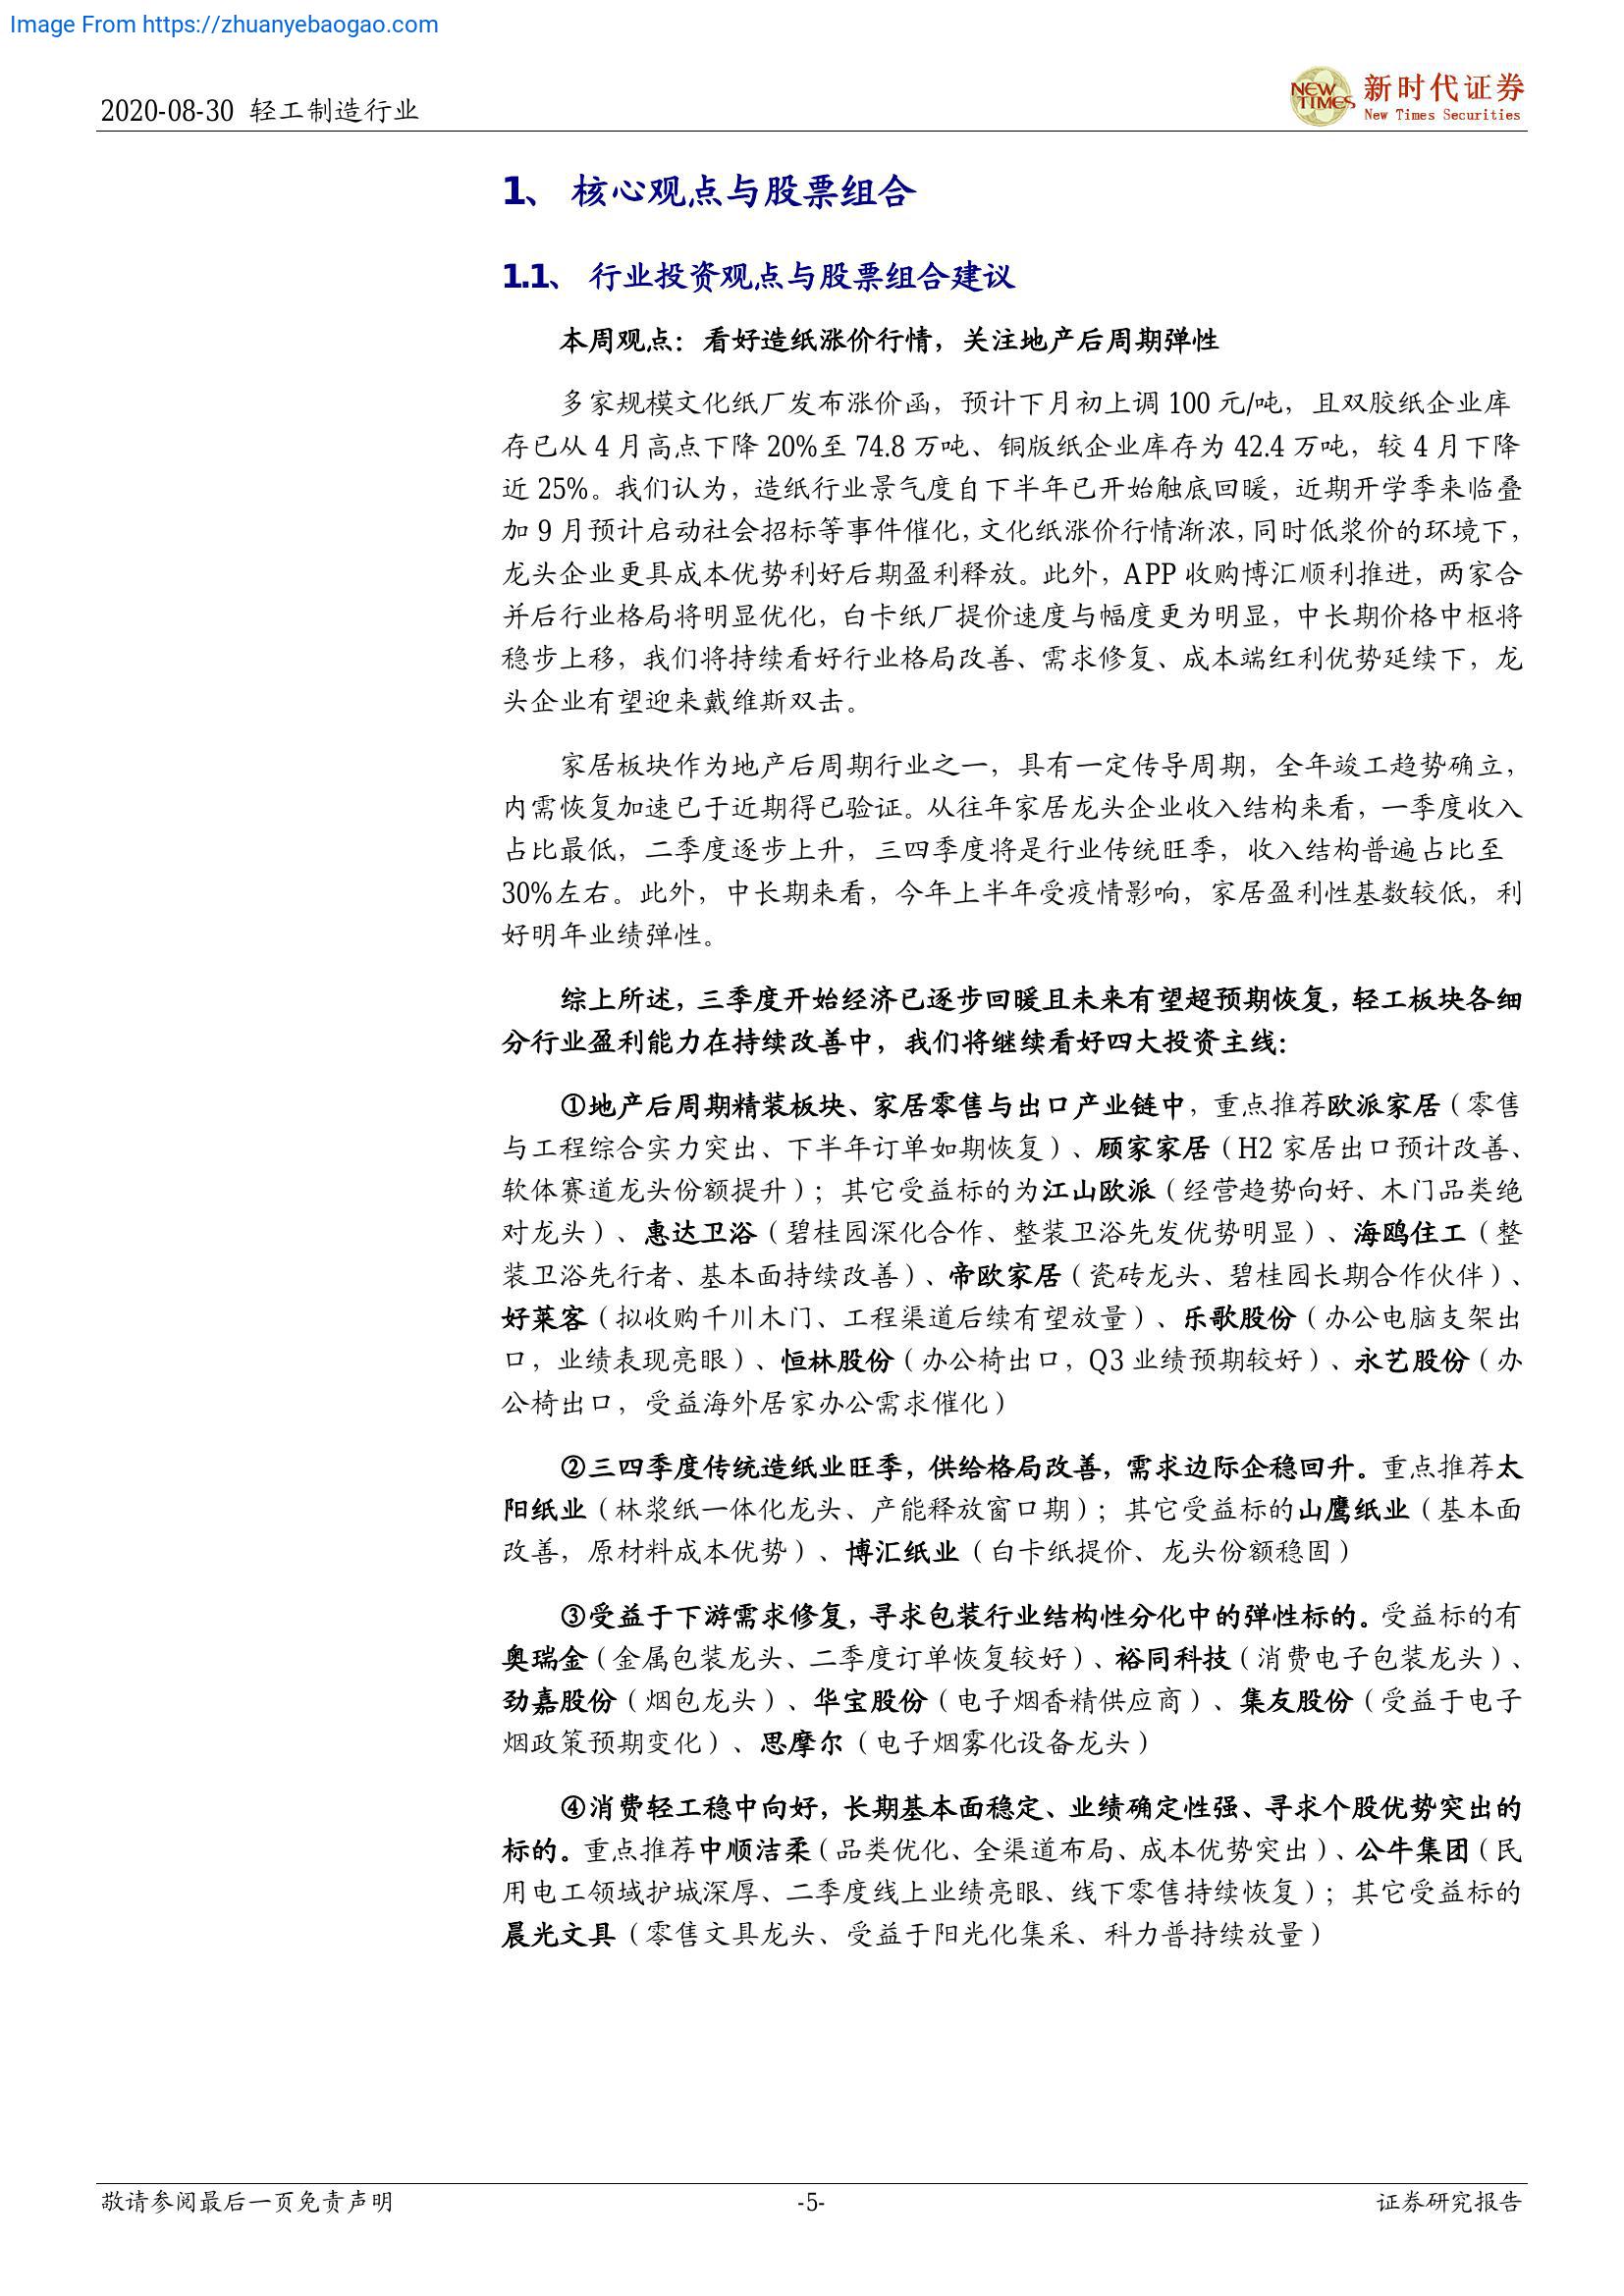 Image From https://zhuanyebaogao.com
2020-08-30 轻工制造行业
NEW TIMES 新时代证券
New Times Securities
1、 核心观点与股票组合
1.1、 行业投资观点与股票组合建议
本周观点：看好造纸涨价行情，关注地产后周期弹性
多家规模文化纸厂发布涨价函，预计下月初上调 100 元/吨，且双胶纸企业库
存已从 4 月高点下降 20%至 74.8 万吨、铜版纸企业库存为 42.4 万吨，较 4 月下降
近 25%。我们认为，造纸行业景气度自下半年已开始触底回暖，近期开学季来临叠
加 9 月预计启动社会招标等事件催化，文化纸涨价行情渐浓，同时低浆价的环境下，
龙头企业更具成本优势利好后期盈利释放。此外，APP 收购博汇顺利推进，两家合
并后行业格局将明显优化，白卡纸厂提价速度与幅度更为明显，中长期价格中枢将
稳步上移，我们将持续看好行业格局改善、需求修复、成本端红利优势延续下，龙
头企业有望迎来戴维斯双击。
家居板块作为地产后周期行业之一，具有一定传导周期，全年竣工趋势确立，
内需恢复加速已于近期得已验证。从往年家居龙头企业收入结构来看，一季度收入
占比最低，二季度逐步上升，三四季度将是行业传统旺季，收入结构普遍占比至
30%左右。此外，中长期来看，今年上半年受疫情影响，家居盈利性基数较低，利
好明年业绩弹性。
综上所述，三季度开始经济已逐步回暖且未来有望超预期恢复，轻工板块各细
分行业盈利能力在持续改善中，我们将继续看好四大投资主线：
①地产后周期精装板块、家居零售与出口产业链中，重点推荐欧派家居（零售
与工程综合实力突出、下半年订单如期恢复）、顾家家居（H2 家居出口预计改善、
软体赛道龙头份额提升）；其它受益标的为江山欧派（经营趋势向好、木门品类绝
对龙头）、惠达卫浴（碧桂园深化合作、整装卫浴先发优势明显）、海鸥住工（整
装卫浴先行者、基本面持续改善）、帝欧家居（瓷砖龙头、碧桂园长期合作伙伴）、
好莱客（拟收购千川木门、工程渠道后续有望放量）、乐歌股份（办公电脑支架出
口，业绩表现亮眼）、恒林股份（办公椅出口，Q3 业绩预期较好）、永艺股份（办
公椅出口，受益海外居家办公需求催化）
②三四季度传统造纸业旺季，供给格局改善，需求边际企稳回升。重点推荐太
阳纸业（林浆纸一体化龙头、产能释放窗口期）；其它受益标的山鹰纸业（基本面
改善，原材料成本优势）、博汇纸业（白卡纸提价、龙头份额稳固）
③受益于下游需求修复，寻求包装行业结构性分化中的弹性标的。受益标的有
奥瑞金（金属包装龙头、二季度订单恢复较好）、裕同科技（消费电子包装龙头）、
劲嘉股份（烟包龙头）、华宝股份（电子烟香精供应商）、集友股份（受益于电子
烟政策预期变化）、思摩尔（电子烟雾化设备龙头）
④消费轻工稳中向好，长期基本面稳定、业绩确定性强、寻求个股优势突出的
标的。重点推荐中顺洁柔（品类优化、全渠道布局、成本优势突出）、公牛集团（民
用电工领域护城深厚、二季度线上业绩亮眼、线下零售持续恢复）；其它受益标的
晨光文具（零售文具龙头、受益于阳光化集采、科力普持续放量）
敬请参阅最后一页免责声明 -5- 证券研究报告